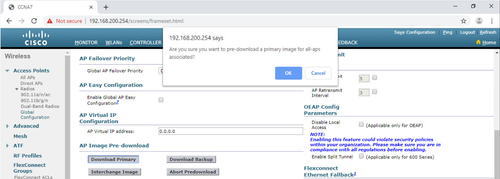 CCNA7
Not secure | 192.168.200.254/screens/frameset.html
CISCO
MONITOR WLANs CONTROLLER
Save Configuration Ping
Home
192.168.200.254 says
Are you sure you want to pre-download a primary image for all-aps
associated?
OK Cancel
Wireless
Access Points
All APs
Direct APs
Radios
802.11a/n/ac
802.11b/g/n
Dual-Band Radios
Global
Configuration
Advanced
Mesh
ATF
RF Profiles
FlexConnect
Groups
FlexConnect ACLs
AP Failover Priority
Global AP Failover Priority
AP Easy Configuration
Enable Global AP Easy
Configuration
AP Virtual IP
Configuration
AP Virtual IP address: 0.0.0.0
AP Image Pre-download
Download Primary Download Backup
Interchange Image Abort Predownload
AP Retransmit
Interval
OEAP Config
Parameters
Disable Local
Access (Applicable only for OEAP)
NOTE:
Enabling this feature could violate security policies
within your organization. Please make sure you are in
compliance with all regulations before enabling.
Enable Split Tunnel (Applicable only for 600 Series)
Flexconnect
Ethernet Fallback